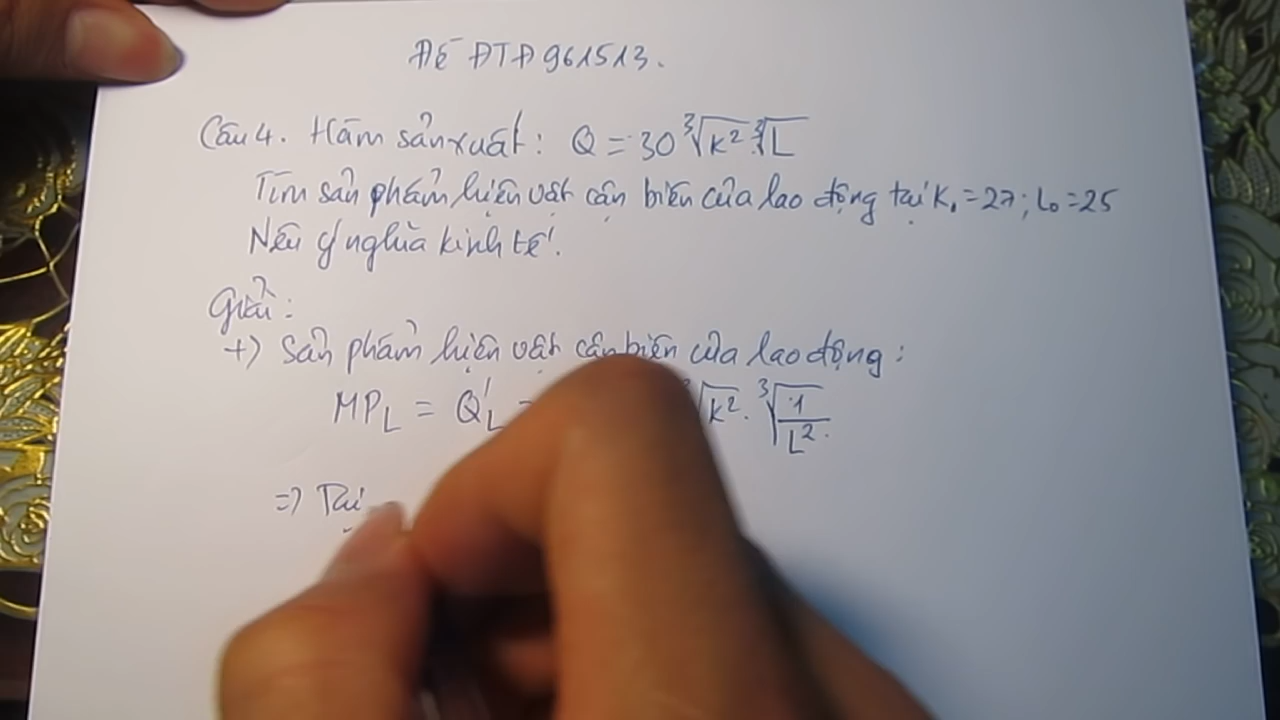 Đề ĐTĐ961513.
Câu 4. Hàm sản xuất: Q = 30 ∛K² ∛L
Tìm sản phẩm hiện vật cận biên của lao động tại K₀=27; L₀=25
Nêu ý nghĩa kinh tế.
Giải:
+) Sản phẩm hiện vật cận biên của lao động:
MP_L = Q'_L = ∛K². ∛(1/L²).
=> Tại